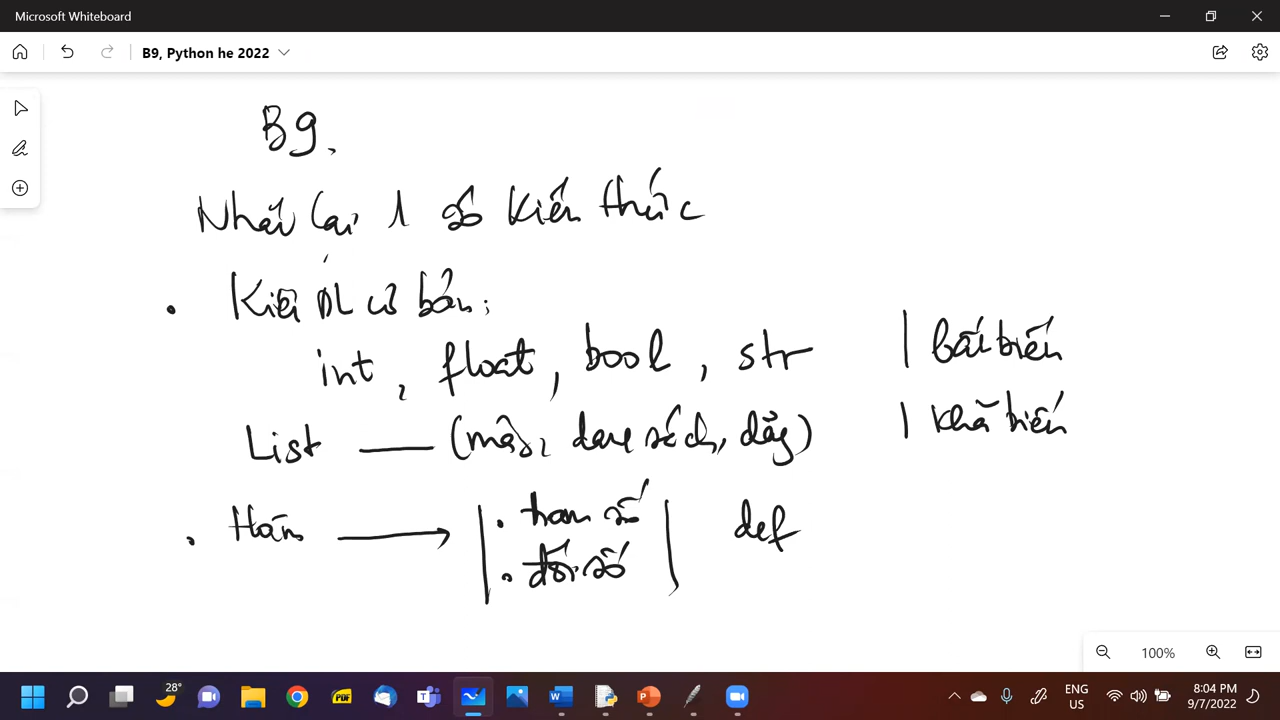 Microsoft Whiteboard
B9, Python he 2022
B9.
Nhắc lại 1 số kiến thức
. Kiểu DL cơ bản:
int, float, bool, str | bất biến
List — (mảng, danh sách, dãy) | khả biến
. Hàm → | . tham số | def
. đối số
100%
28°
ENG
US
8:04 PM
9/7/2022